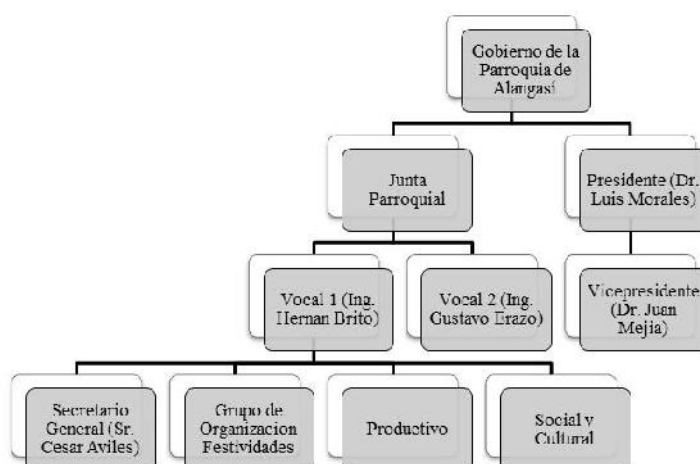 Gobierno de la
Parroquia de
Alangasí
Junta
Parroquial
Presidente (Dr.
Luis Morales)
Vocal 1 (Ing.
Hernan Brito)
Vocal 2 (Ing.
Gustavo Erazo)
Vicepresidente
(Dr. Juan
Mejia)
Secretario
General (Sr.
Cesar Aviles)
Grupo de
Organizacion
Festividades
Productivo
Social y
Cultural